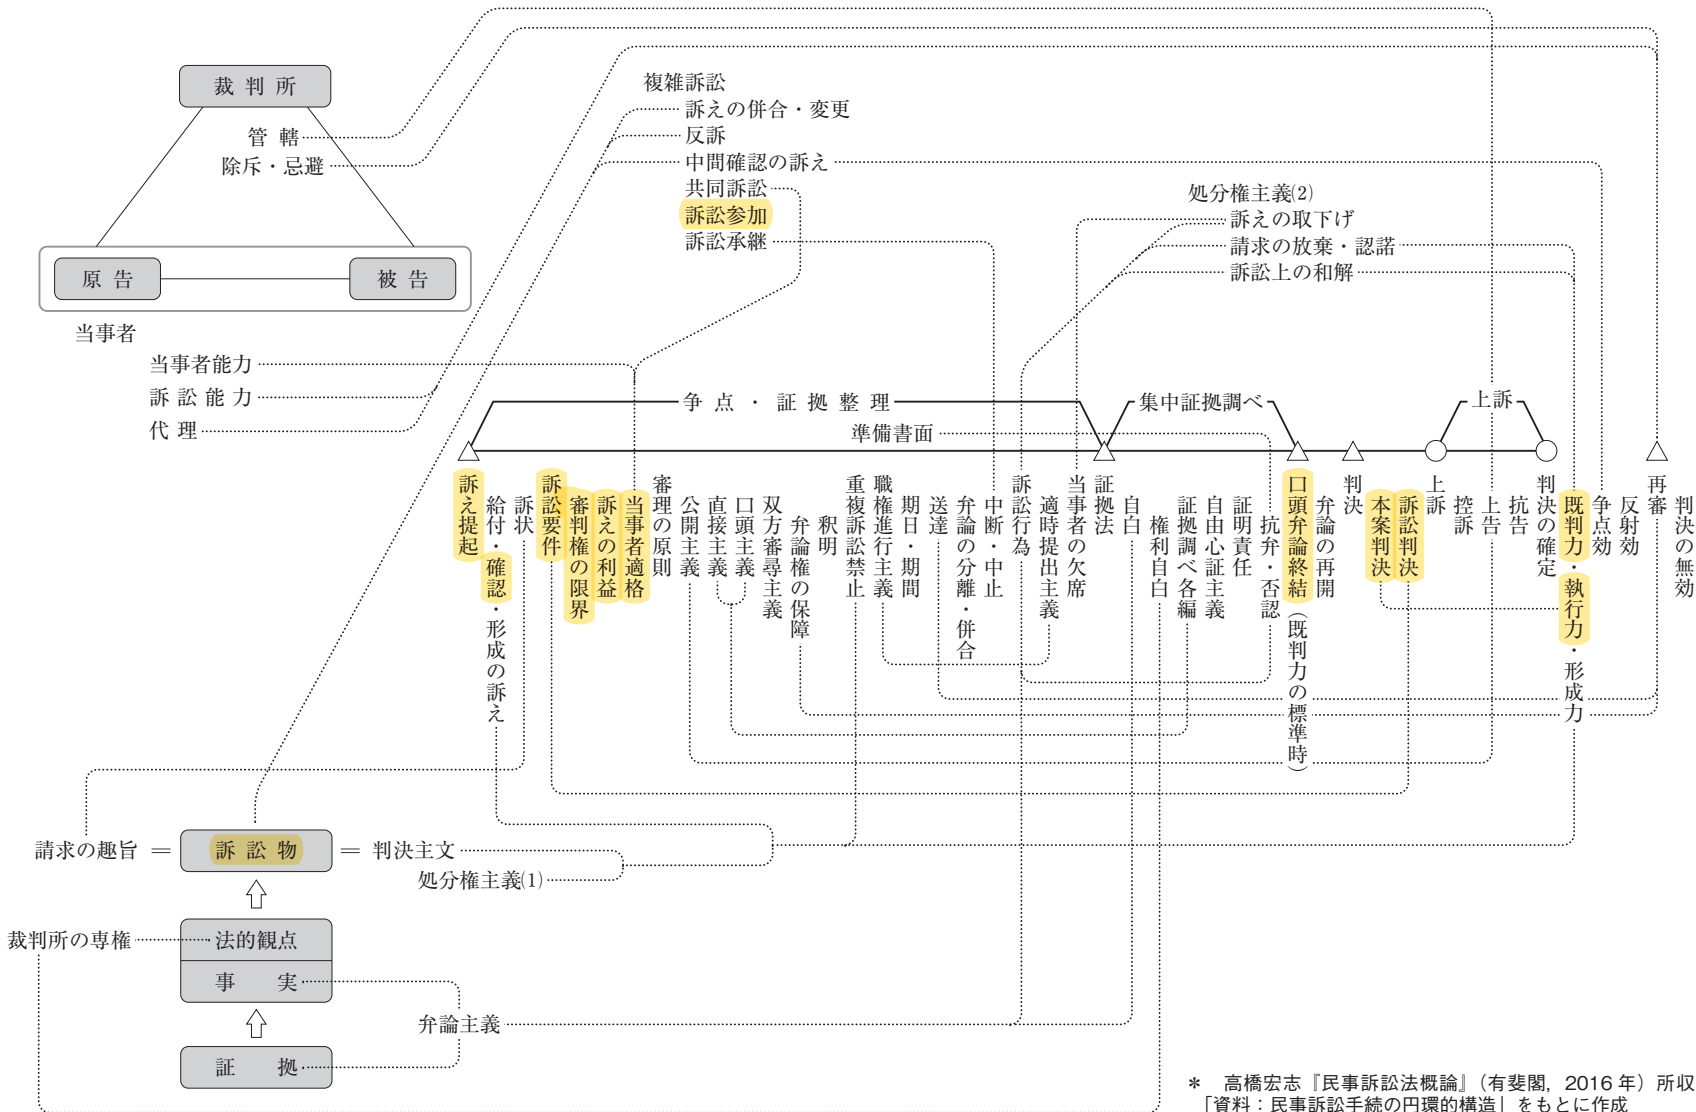 裁判所
管轄
除斥・忌避
原告
被告
当事者
当事者能力
訴訟能力
代理
複雑訴訟
訴えの併合・変更
反訴
中間確認の訴え
共同訴訟
訴訟参加
訴訟承継
処分権主義(2)
訴えの取下げ
請求の放棄・認諾
訴訟上の和解
争点・証拠整理
準備書面
集中証拠調べ
上訴
訴え提起
給付・確認・形成の訴え
訴状
訴訟要件
審判権の限界
訴えの利益
当事者適格
審理の原則
公開主義
直接主義
口頭主義
双方審尋主義
弁論権の保障
釈明
重複訴訟禁止
職権進行主義
期日・期間
送達
弁論の分離・併合
中断・中止
訴訟行為
適時提出主義
当事者の欠席
証拠法
自白
権利自白
証拠調べ各編
自由心証主義
証明責任
抗弁・否認
口頭弁論終結(既判力の標準時)
弁論の再開
判決
本案判決
訴訟判決
上訴
控訴
上告
抗告
判決の確定
既判力・執行力・形成力
争点効
反射効
再審
判決の無効
請求の趣旨 = 訴訟物 = 判決主文
処分権主義(1)
裁判所の専権
法的観点
事実
弁論主義
証拠
* 高橋宏志『民事訴訟法概論』(有斐閣,2016年)所収
「資料:民事訴訟手続の円環的構造」をもとに作成